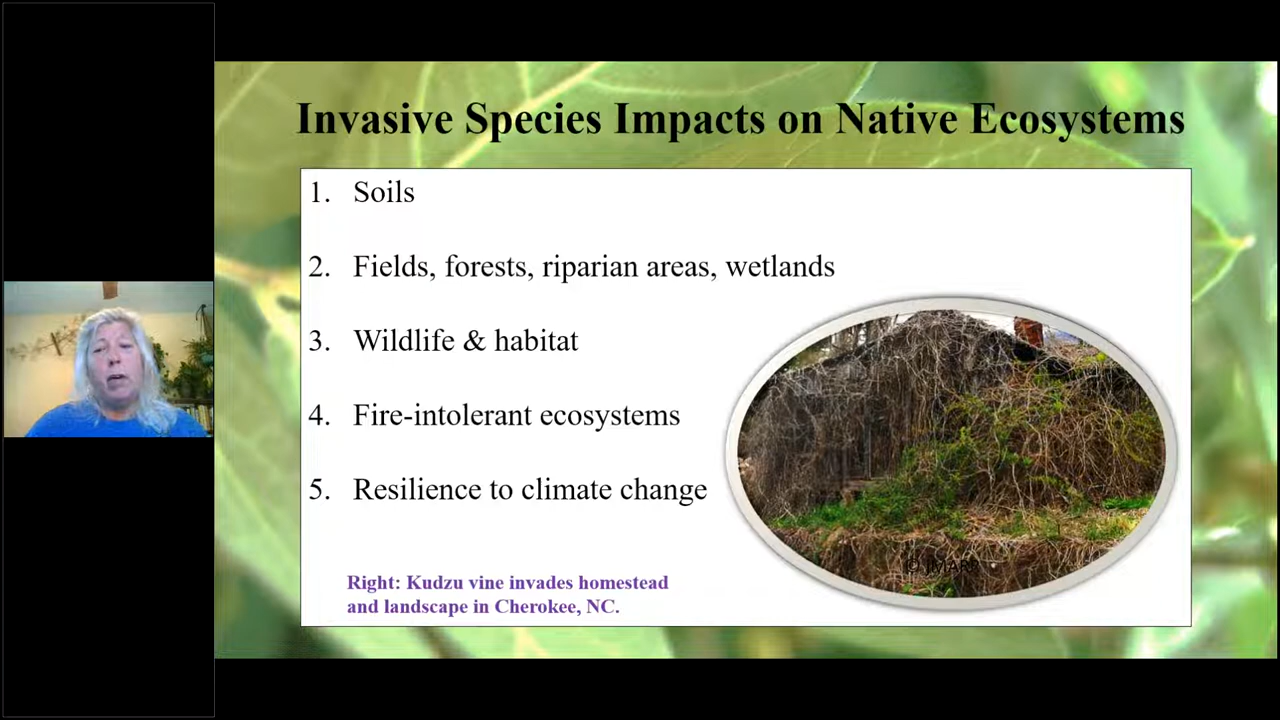 Invasive Species Impacts on Native Ecosystems
1. Soils
2. Fields, forests, riparian areas, wetlands
3. Wildlife & habitat
4. Fire-intolerant ecosystems
5. Resilience to climate change
Right: Kudzu vine invades homestead
and landscape in Cherokee, NC.